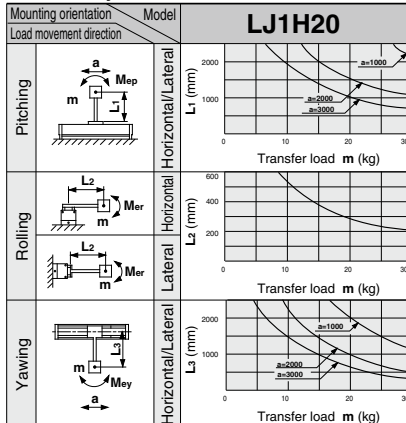 Mounting orientation
Model
Load movement direction
LJ1H20
Pitching
a
Mep
m
L1
Horizontal/Lateral
L1 (mm)
2000
1000
a=1000
a=2000
a=3000
0
10
20
30
Transfer load m (kg)
Rolling
L2
m
Mer
Horizontal
L2
m
Mer
Lateral
L2 (mm)
600
400
200
0
10
20
30
Transfer load m (kg)
Yawing
L3
m
Mey
a
Horizontal/Lateral
L3 (mm)
2000
1000
a=1000
a=2000
a=3000
0
10
20
30
Transfer load m (kg)